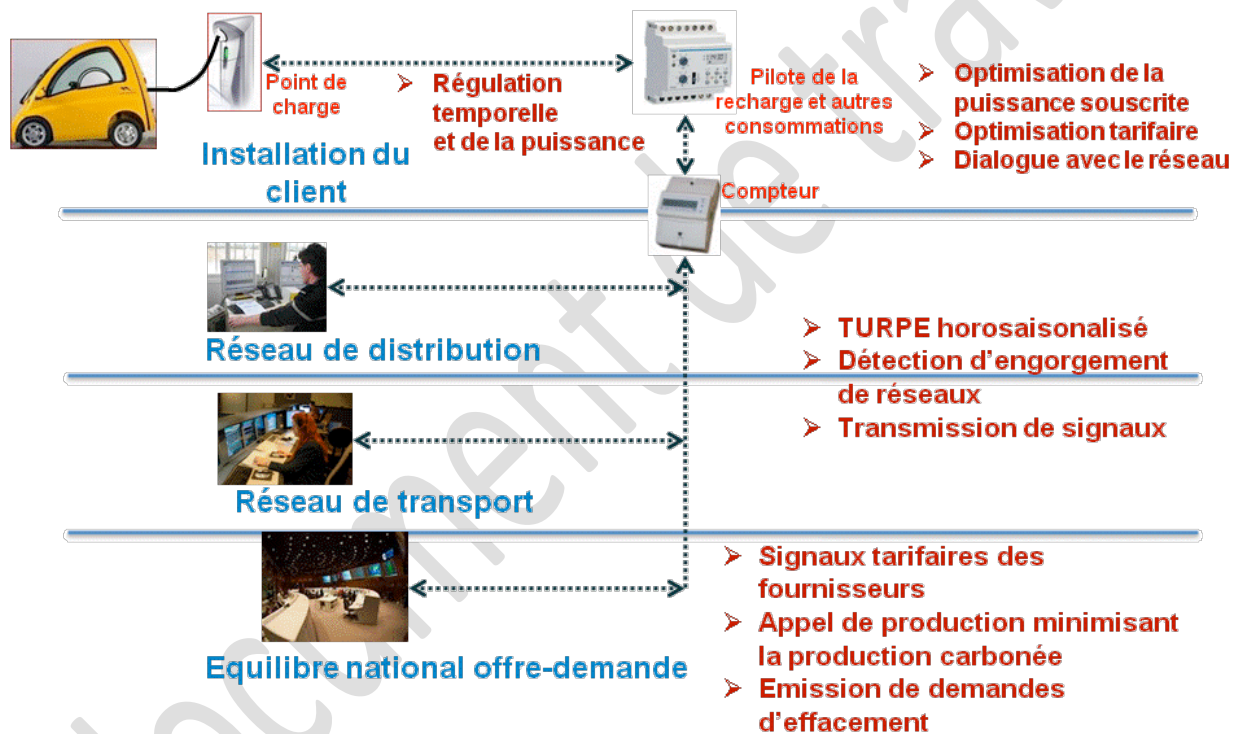 Point de
charge
Régulation
temporelle
et de la puissance
Pilote de la
recharge et autres
consommations
Optimisation de la
puissance souscrite
Optimisation tarifaire
Dialogue avec le réseau
Installation du
client
Compteur
Réseau de distribution
TURPE horosaisonalisé
Détection d'engorgement
de réseaux
Transmission de signaux
Réseau de transport
Signaux tarifaires des
fournisseurs
Appel de production minimisant
la production carbonée
Emission de demandes
d'effacement
Equilibre national offre-demande
document de tra